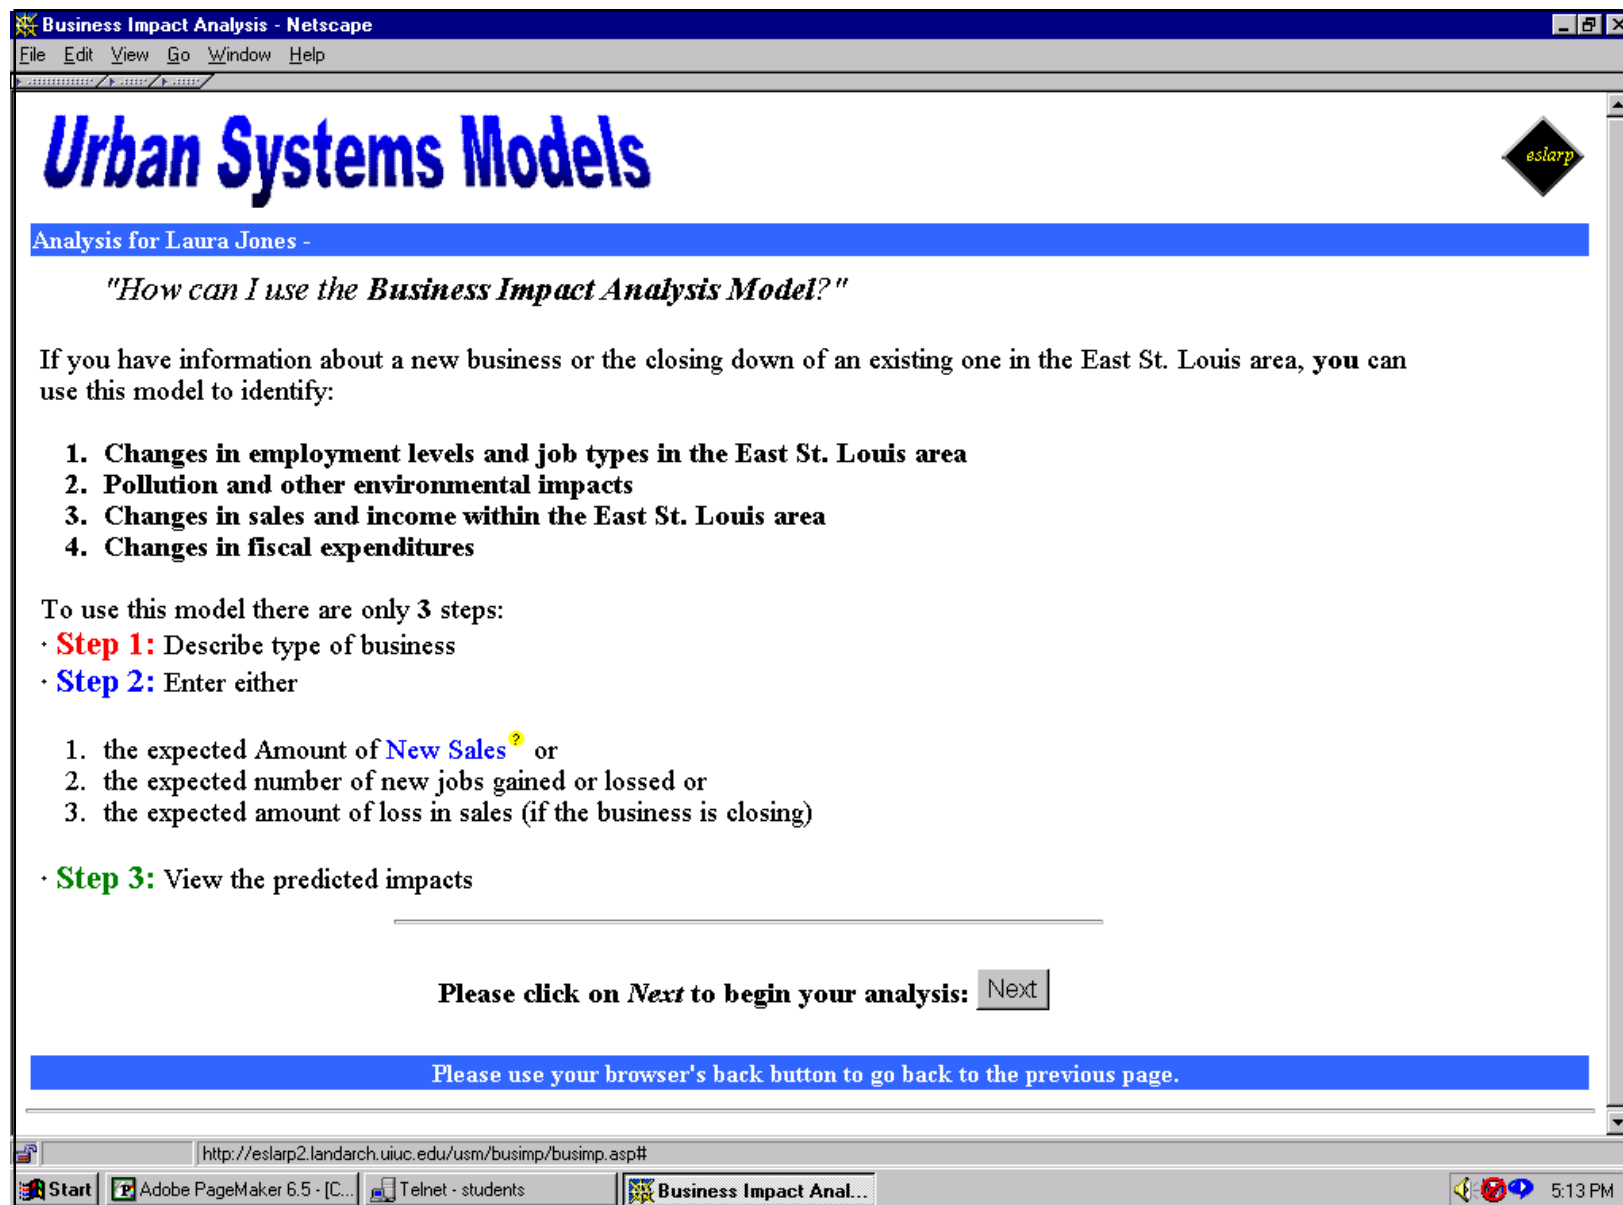 Business Impact Analysis - Netscape
File Edit View Go Window Help
Urban Systems Models
eslarp
Analysis for Laura Jones -
"How can I use the Business Impact Analysis Model?"
If you have information about a new business or the closing down of an existing one in the East St. Louis area, you can
use this model to identify:
1. Changes in employment levels and job types in the East St. Louis area
2. Pollution and other environmental impacts
3. Changes in sales and income within the East St. Louis area
4. Changes in fiscal expenditures
To use this model there are only 3 steps:
· Step 1: Describe type of business
· Step 2: Enter either
1. the expected Amount of New Sales ? or
2. the expected number of new jobs gained or lossed or
3. the expected amount of loss in sales (if the business is closing)
· Step 3: View the predicted impacts
Please click on Next to begin your analysis: Next
Please use your browser's back button to go back to the previous page.
http://eslarp2.landarch.uiuc.edu/usm/busimp/busimp.asp#
Start Adobe PageMaker 6.5 - [C... Telnet - students Business Impact Anal... 5:13 PM